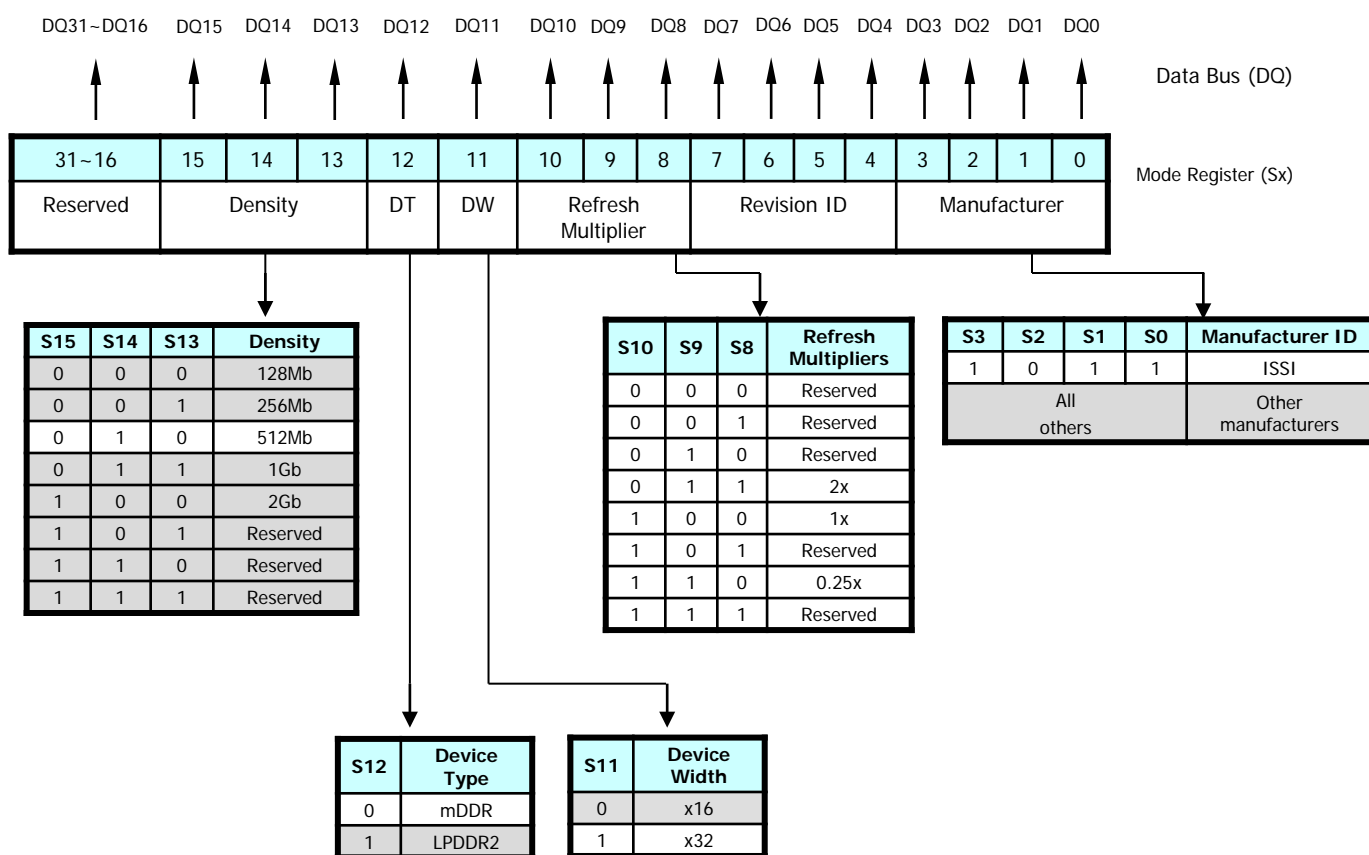 DQ31~DQ16 DQ15 DQ14 DQ13 DQ12 DQ11 DQ10 DQ9 DQ8 DQ7 DQ6 DQ5 DQ4 DQ3 DQ2 DQ1 DQ0
Data Bus (DQ)
31~16 15 14 13 12 11 10 9 8 7 6 5 4 3 2 1 0
Mode Register (Sx)
Reserved Density DT DW Refresh Multiplier Revision ID Manufacturer
S15 S14 S13 Density
0 0 0 128Mb
0 0 1 256Mb
0 1 0 512Mb
0 1 1 1Gb
1 0 0 2Gb
1 0 1 Reserved
1 1 0 Reserved
1 1 1 Reserved
S10 S9 S8 Refresh Multipliers
0 0 0 Reserved
0 0 1 Reserved
0 1 0 Reserved
0 1 1 2x
1 0 0 1x
1 0 1 Reserved
1 1 0 0.25x
1 1 1 Reserved
S3 S2 S1 S0 Manufacturer ID
1 0 1 1 ISSI
All others Other manufacturers
S12 Device Type
0 mDDR
1 LPDDR2
S11 Device Width
0 x16
1 x32